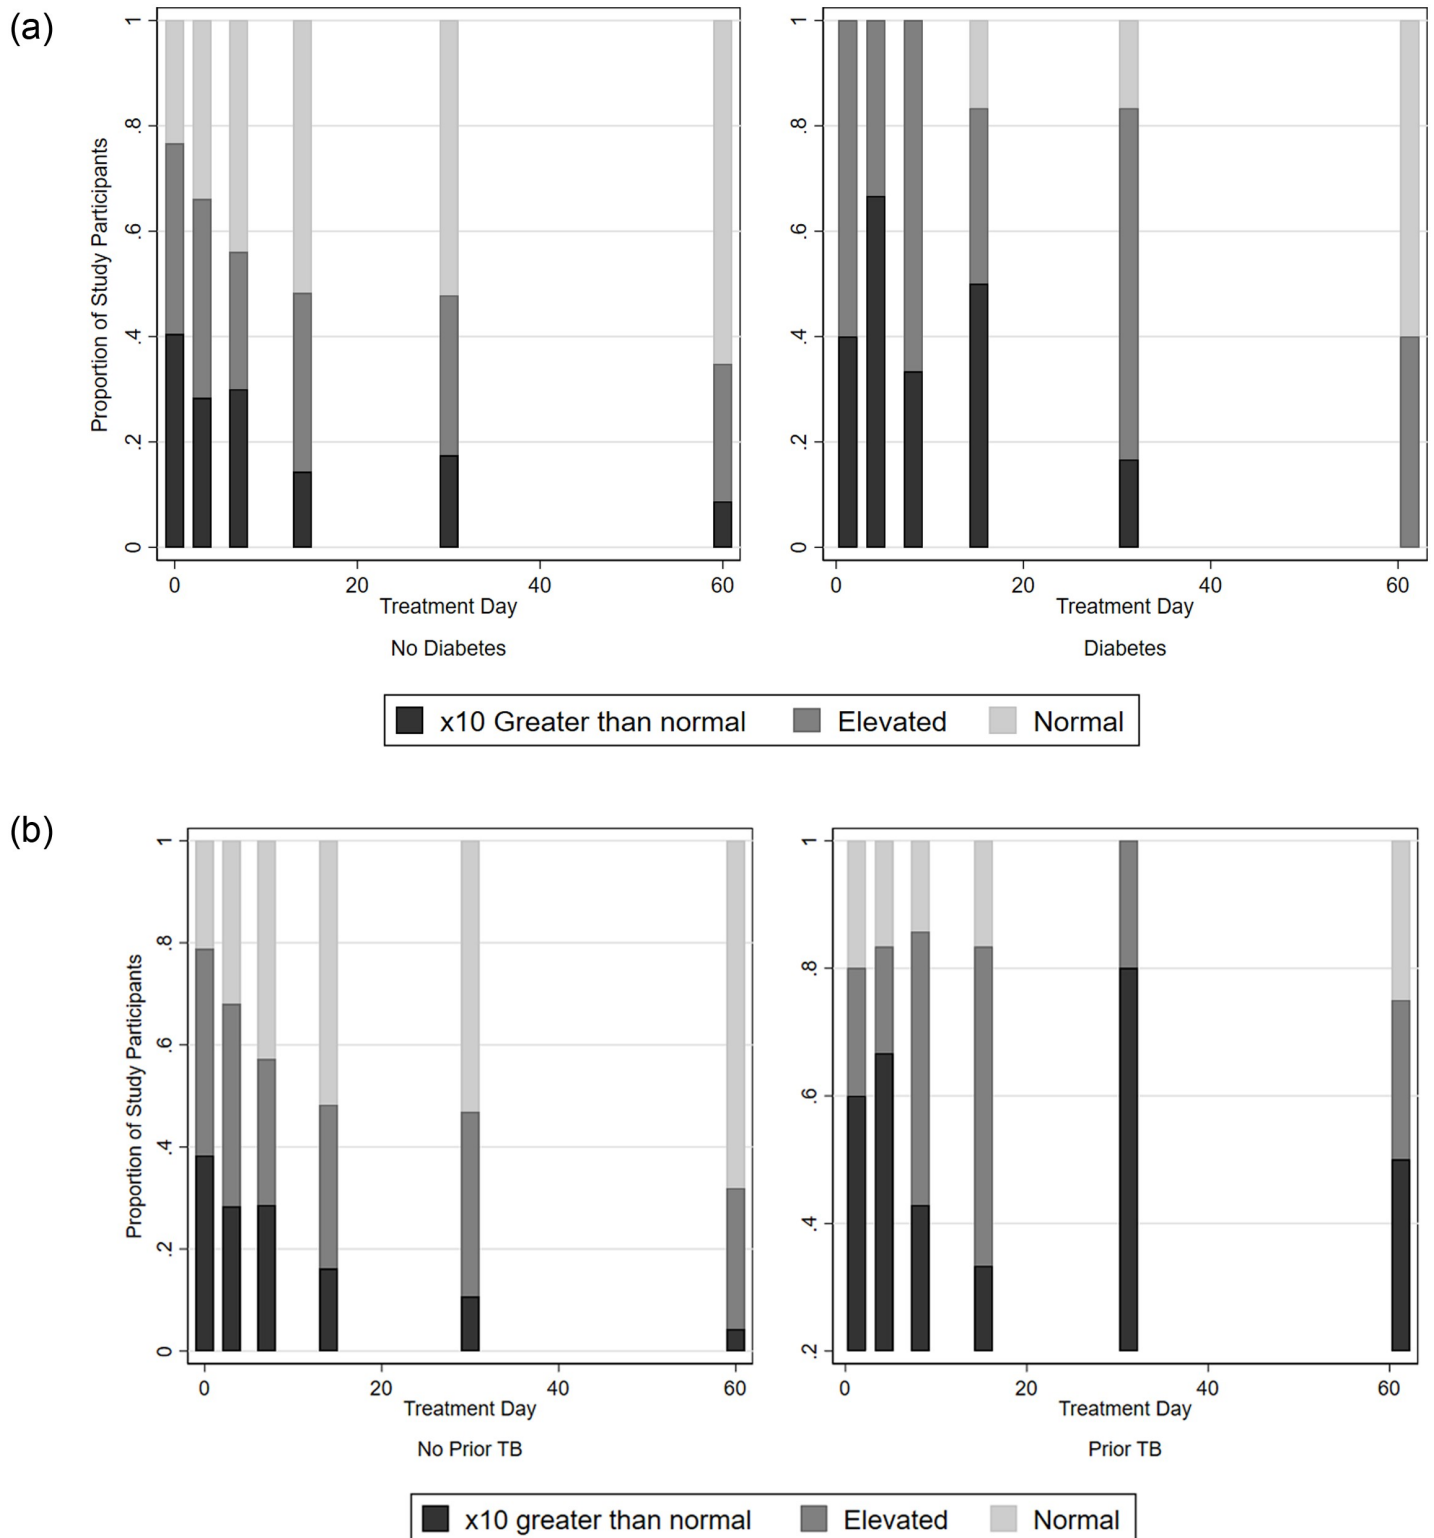 (a)
Proportion of Study Participants
1
.8
.6
.4
.2
0
0 20 40 60
Treatment Day
No Diabetes
1
.8
.6
.4
.2
0
0 20 40 60
Treatment Day
Diabetes
x10 Greater than normal Elevated Normal
(b)
Proportion of Study Participants
1
.8
.6
.4
.2
0
0 20 40 60
Treatment Day
No Prior TB
1
.8
.6
.4
.2
0 20 40 60
Treatment Day
Prior TB
x10 greater than normal Elevated Normal